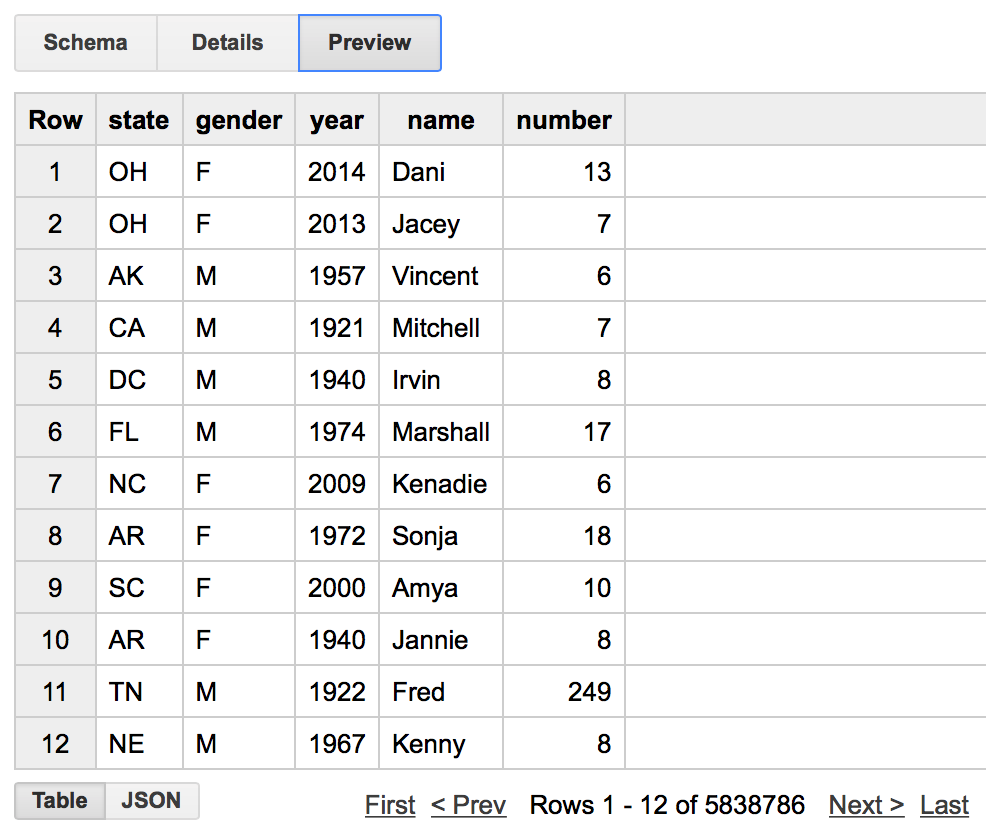 Schema Details Preview
Row state gender year name number
1 OH F 2014 Dani 13
2 OH F 2013 Jacey 7
3 AK M 1957 Vincent 6
4 CA M 1921 Mitchell 7
5 DC M 1940 Irvin 8
6 FL M 1974 Marshall 17
7 NC F 2009 Kenadie 6
8 AR F 1972 Sonja 18
9 SC F 2000 Amya 10
10 AR F 1940 Jannie 8
11 TN M 1922 Fred 249
12 NE M 1967 Kenny 8
Table JSON First < Prev Rows 1 - 12 of 5838786 Next > Last